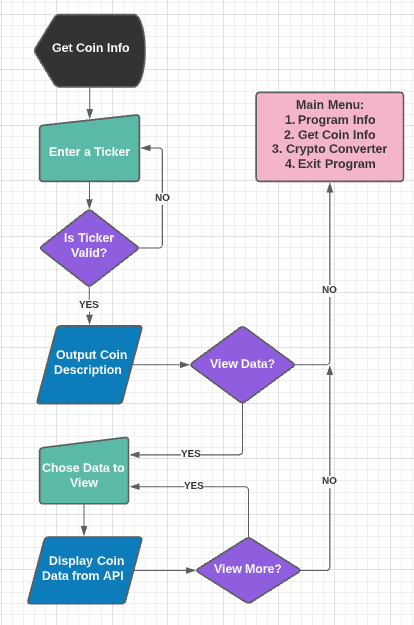 Get Coin Info
Main Menu:
1. Program Info
2. Get Coin Info
3. Crypto Converter
4. Exit Program
Enter a Ticker
NO
Is Ticker
Valid?
NO
YES
Output Coin
Description
View Data?
YES
Chose Data to
View
YES
NO
Display Coin
Data from API
View More?